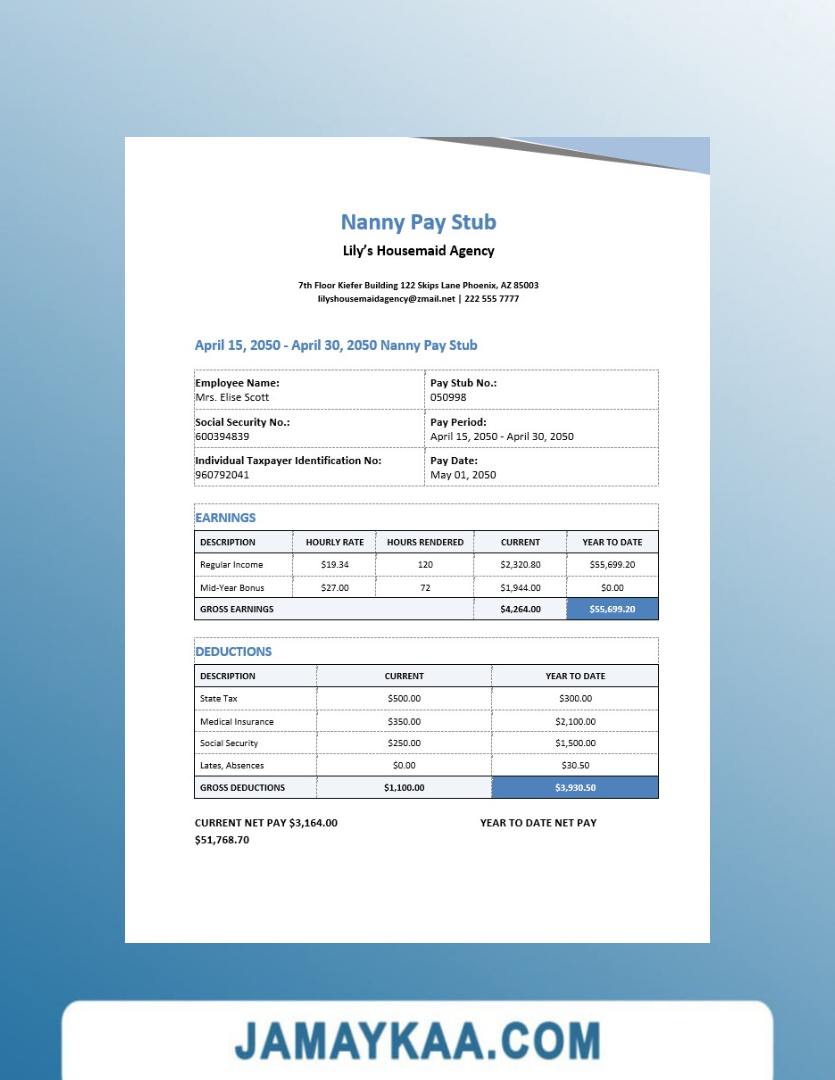 Nanny Pay Stub
Lily’s Housemaid Agency
7th Floor Kiefer Building 122 Skips Lane Phoenix, AZ 85003
lilyshousemaidagency@zmail.net | 222 555 7777
April 15, 2050 - April 30, 2050 Nanny Pay Stub
Employee Name: Pay Stub No.:
Mrs. Elise Scott 050998
Social Security No.: Pay Period:
600394839 April 15, 2050 - April 30, 2050
Individual Taxpayer Identification No: Pay Date:
960792041 May 01, 2050
EARNINGS
DESCRIPTION HOURLY RATE HOURS RENDERED CURRENT YEAR TO DATE
Regular Income $19.34 120 $2,320.80 $55,699.20
Mid-Year Bonus $27.00 72 $1,944.00 $0.00
GROSS EARNINGS $4,264.00 $55,699.20
DEDUCTIONS
DESCRIPTION CURRENT YEAR TO DATE
State Tax $500.00 $300.00
Medical Insurance $350.00 $2,100.00
Social Security $250.00 $1,500.00
Lates, Absences $0.00 $30.50
GROSS DEDUCTIONS $1,100.00 $3,930.50
CURRENT NET PAY $3,164.00 YEAR TO DATE NET PAY
$51,768.70
JAMAYKAA.COM